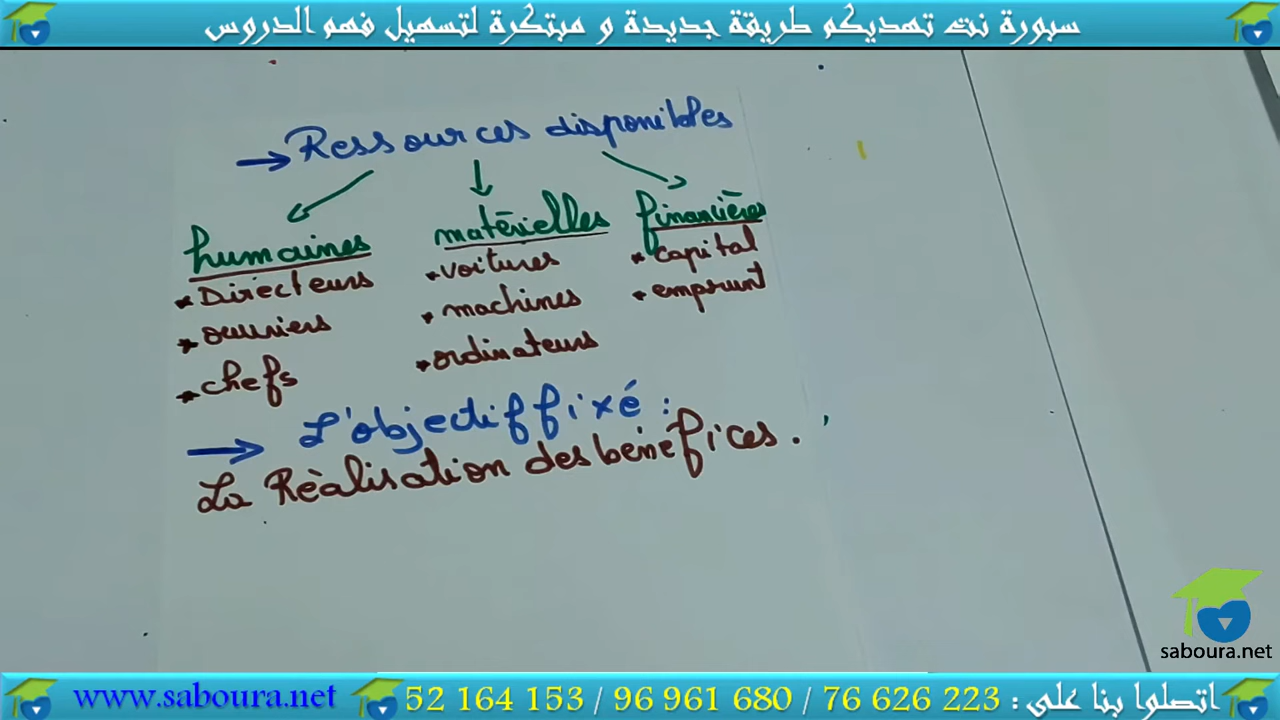 سبورة نت تهديكم طريقة جديدة و مبتكرة لتسهيل فهم الدروس
→ Ressources disponibles
humaines
* Directeurs
* ouvriers
* chefs
matérielles
* voitures
* machines
* ordinateurs
financières
* capital
* emprunt
→ L'objectif fixé :
La Réalisation des bénéfices.
saboura.net
www.saboura.net
اتصلوا بنا على : 52 164 153 / 96 961 680 / 76 626 223